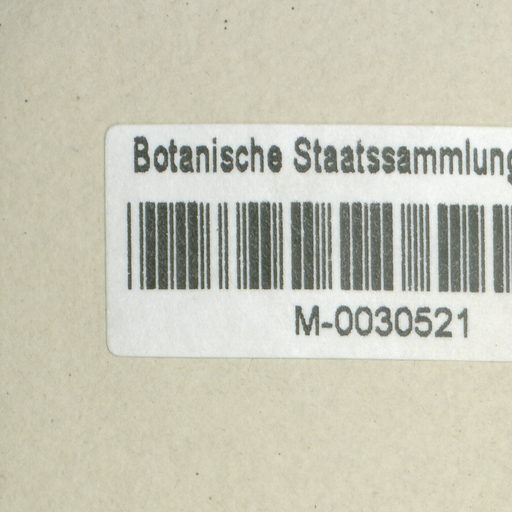 Botanische Staatssammlung
M-0030521